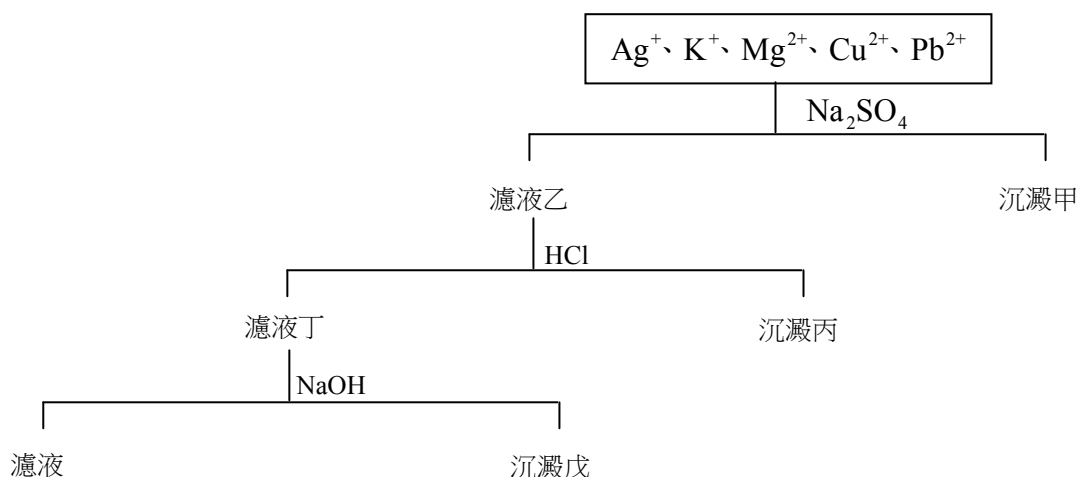 Ag⁺、K⁺、Mg²⁺、Cu²⁺、Pb²⁺
Na₂SO₄
濾液乙
沉澱甲
HCl
濾液丁
沉澱丙
NaOH
濾液
沉澱戊